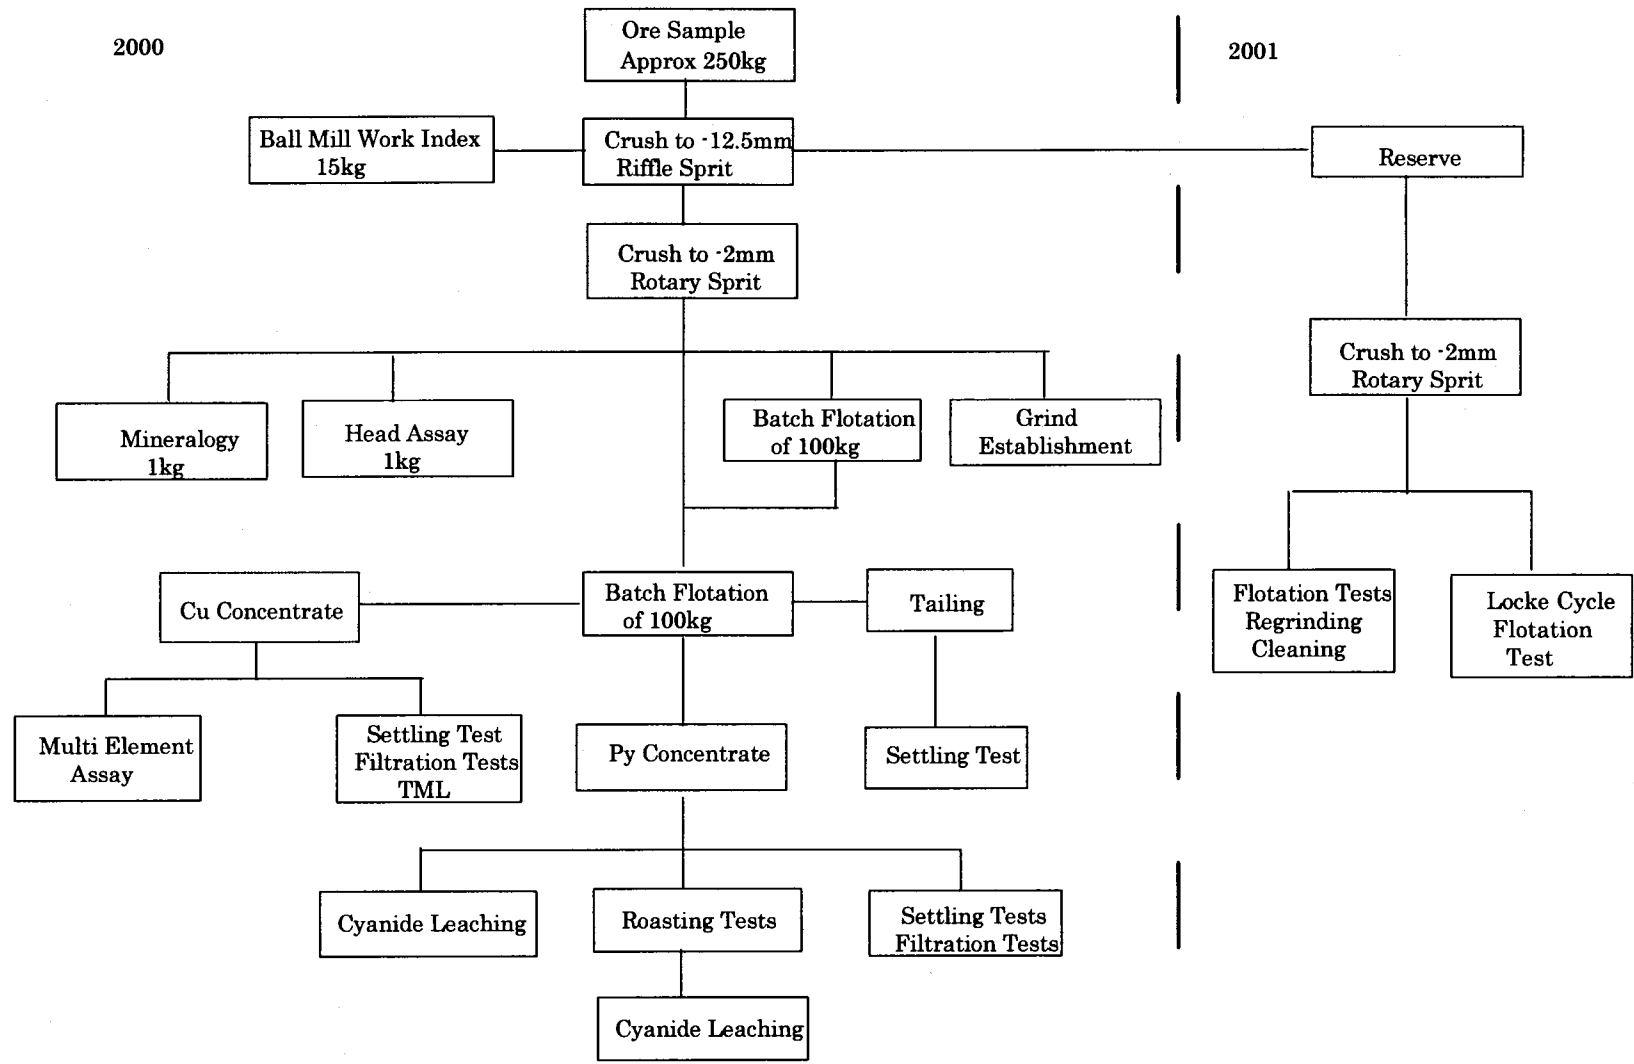 2000
2001
Ore Sample
Approx 250kg
Ball Mill Work Index
15kg
Crush to -12.5mm
Riffle Sprit
Reserve
Crush to -2mm
Rotary Sprit
Crush to -2mm
Rotary Sprit
Mineralogy
1kg
Head Assay
1kg
Batch Flotation
of 100kg
Grind
Establishment
Cu Concentrate
Batch Flotation
of 100kg
Tailing
Flotation Tests
Regrinding
Cleaning
Locke Cycle
Flotation
Test
Multi Element
Assay
Settling Test
Filtration Tests
TML
Py Concentrate
Settling Test
Cyanide Leaching
Roasting Tests
Settling Tests
Filtration Tests
Cyanide Leaching